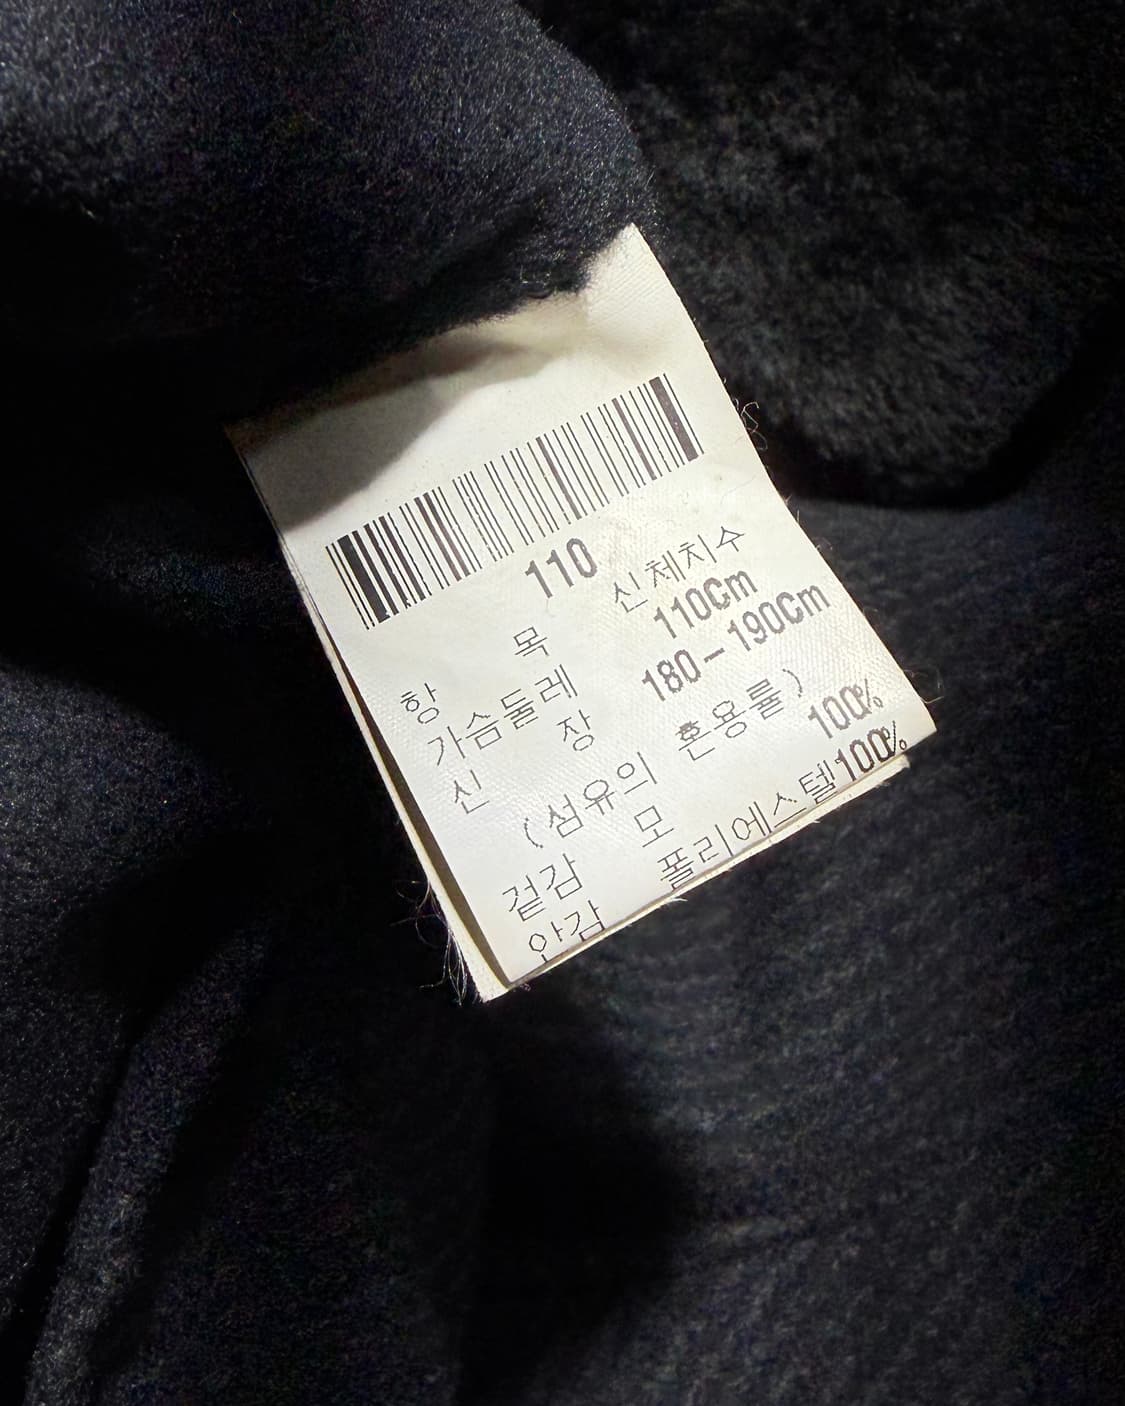 110
항 목 신체치수
가슴둘레 110Cm
신 장 180-190Cm
(섬유의 혼용률)
겉감 모 100%
안감 폴리에스텔100%